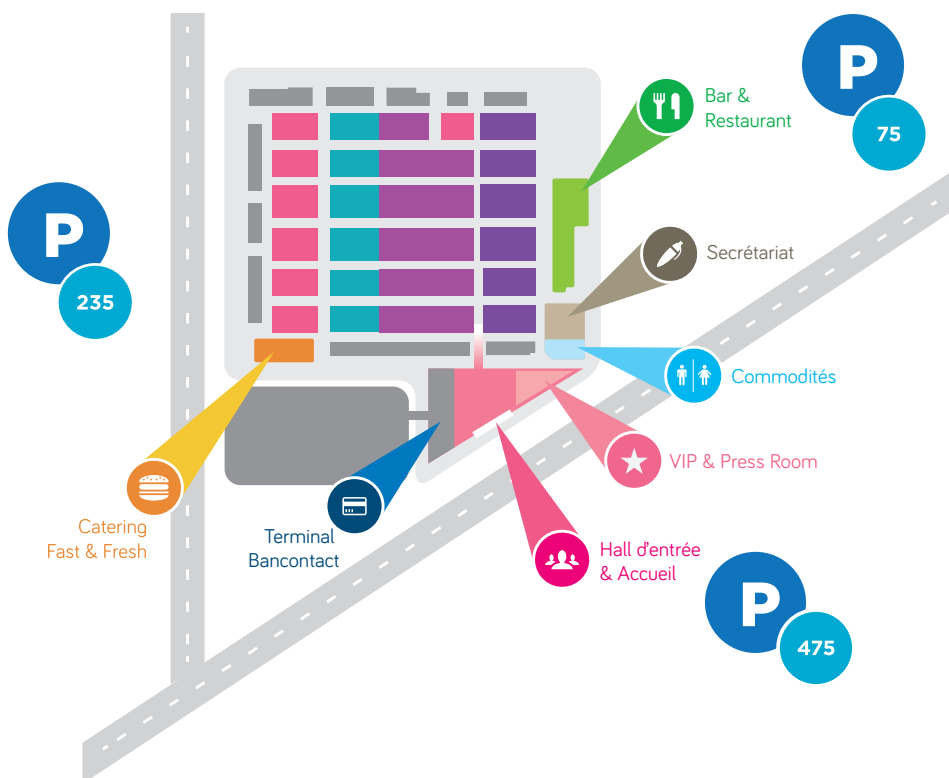 P
75
Bar &
Restaurant
P
235
Secrétariat
Commodités
VIP & Press Room
Catering
Fast & Fresh
Terminal
Bancontact
Hall d'entrée
& Accueil
P
475